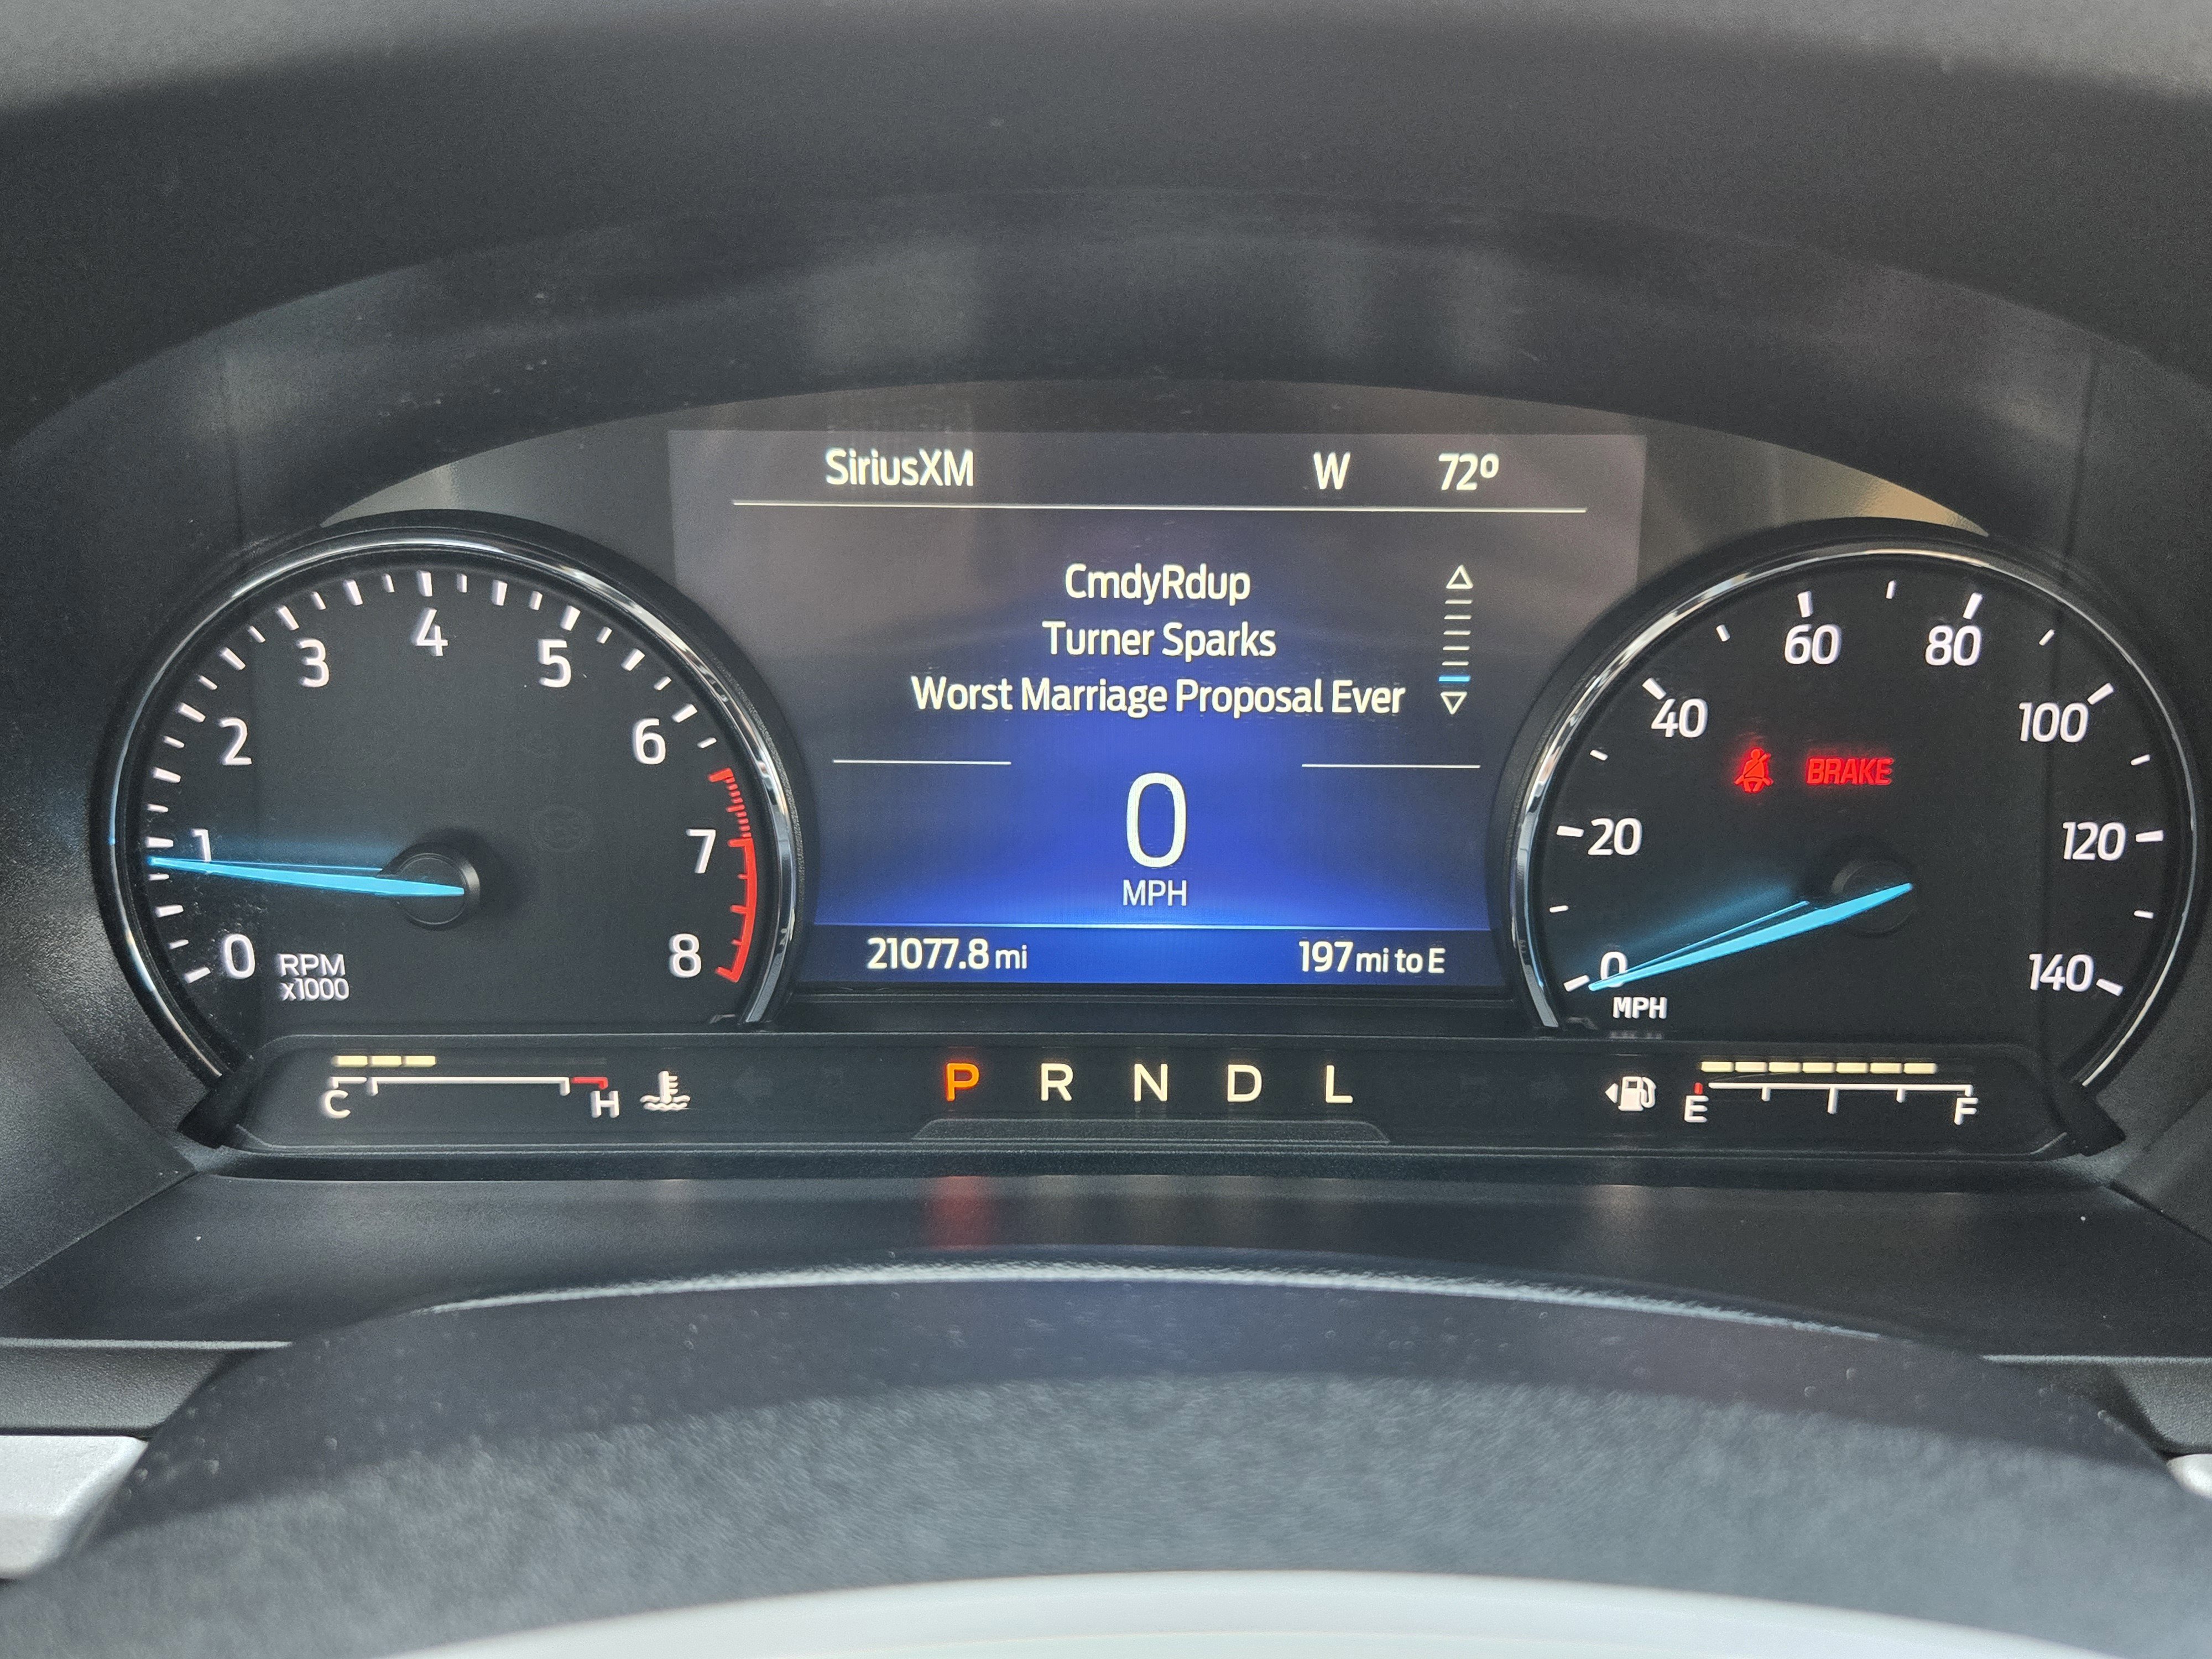 SiriusXM W 72º
CmdyRdup
Turner Sparks
Worst Marriage Proposal Ever
0
MPH
21077.8 mi 197 mi to E
0 1 2 3 4 5 6 7 8
RPM
x1000
0 20 40 60 80 100 120 140
BRAKE
MPH
C H
P R N D L
E F